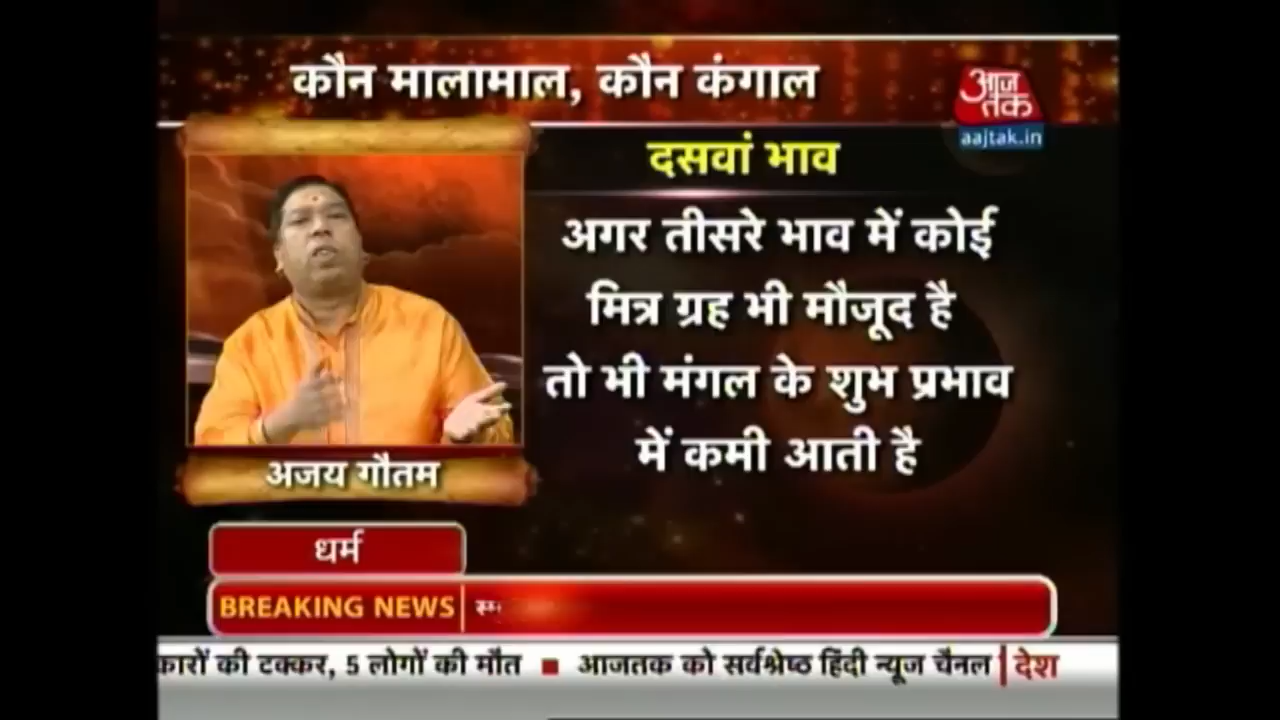 कौन मालामाल, कौन कंगाल
आज
तक
aajtak.in
दसवां भाव
अगर तीसरे भाव में कोई
मित्र ग्रह भी मौजूद है
तो भी मंगल के शुभ प्रभाव
में कमी आती है
अजय गौतम
धर्म
BREAKING NEWS
कारों की टक्कर, 5 लोगों की मौत ■ आजतक को सर्वश्रेष्ठ हिंदी न्यूज चैनल
देश